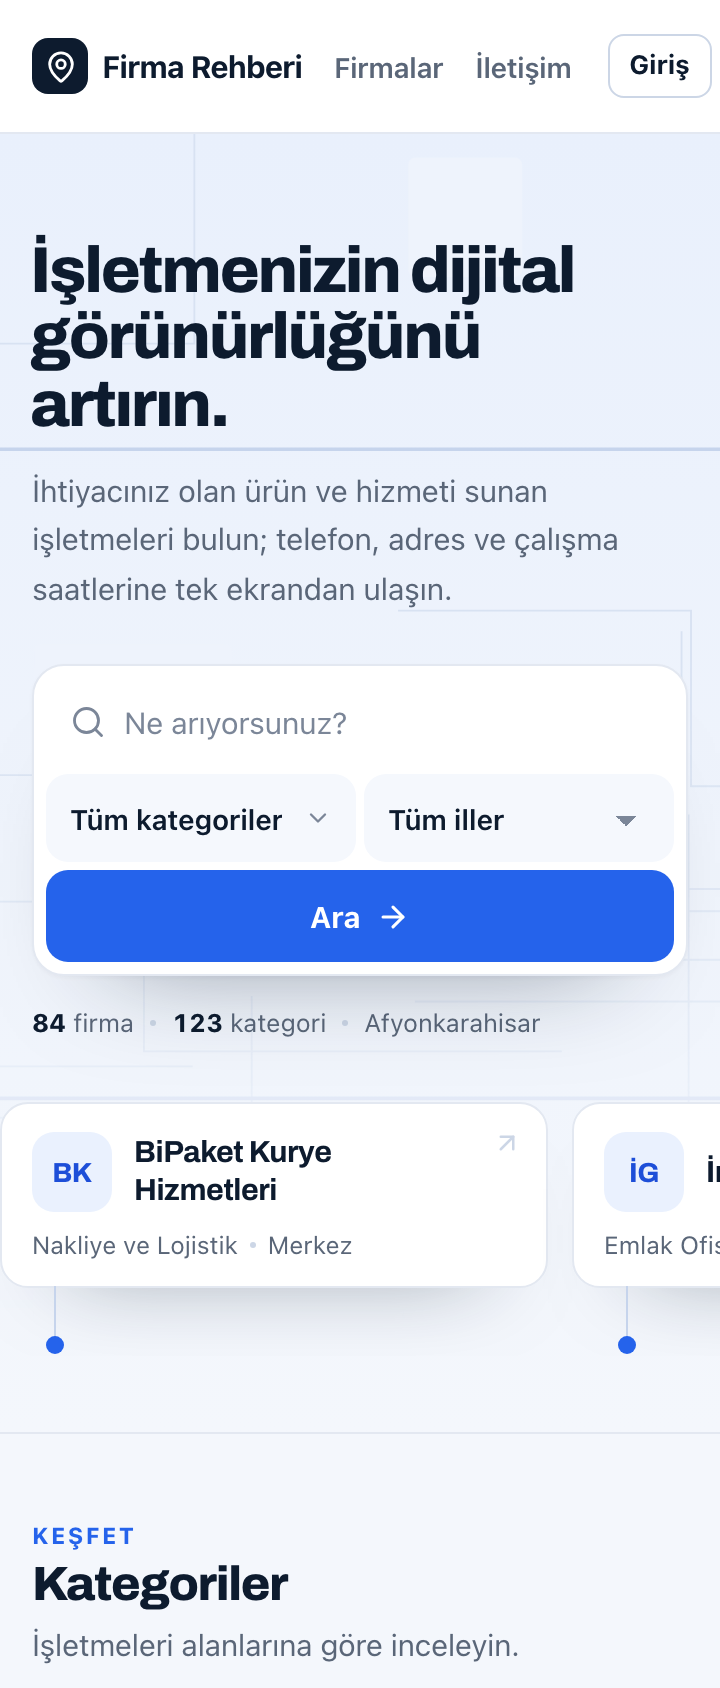 Firma Rehberi
Firmalar
İletişim
Giriş
İşletmenizin dijital
görünürlüğünü
artırın.
İhtiyacınız olan ürün ve hizmeti sunan
işletmeleri bulun; telefon, adres ve çalışma
saatlerine tek ekrandan ulaşın.
Ne arıyorsunuz?
Tüm kategoriler
Tüm iller
Ara
84 firma • 123 kategori • Afyonkarahisar
BK
BiPaket Kurye
Hizmetleri
Nakliye ve Lojistik • Merkez
İG
Emlak
KEŞFET
Kategoriler
İşletmeleri alanlarına göre inceleyin.